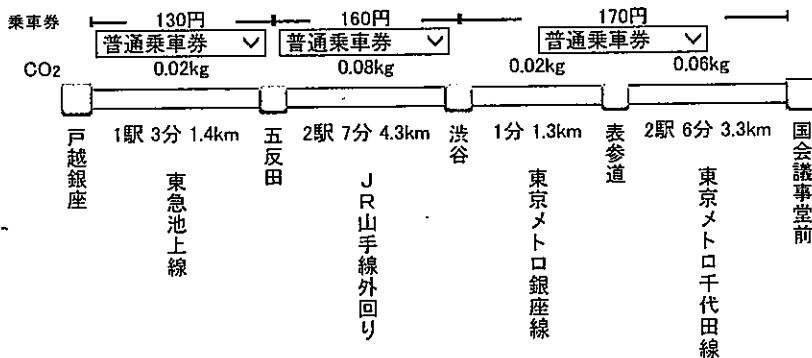 乗車券 130円 160円 170円
普通乗車券 普通乗車券 普通乗車券
CO2 0.02kg 0.08kg 0.02kg 0.06kg
戸越銀座
1駅 3分 1.4km
東急池上線
五反田
2駅 7分 4.3km
JR山手線外回り
渋谷
1分 1.3km
東京メトロ銀座線
表参道
2駅 6分 3.3km
東京メトロ千代田線
国会議事堂前